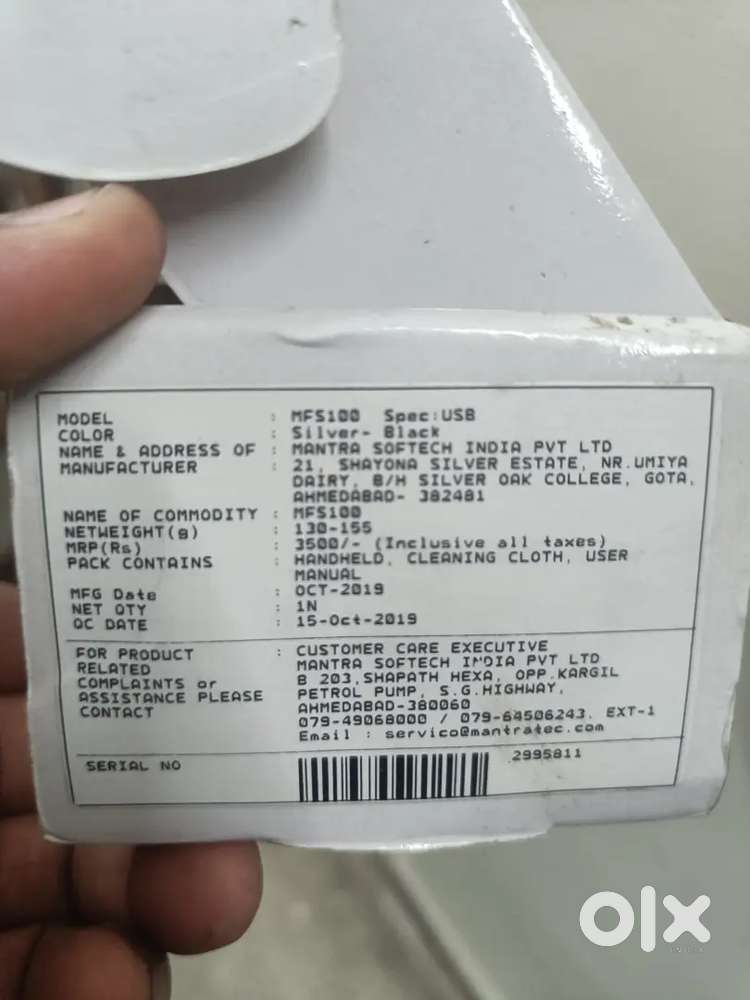 MODEL : MFS100 Spec:USB
COLOR : Silver- Black
NAME & ADDRESS OF : MANTRA SOFTECH INDIA PVT LTD
MANUFACTURER : 21, SHAYONA SILVER ESTATE, NR.UMIYA
DAIRY, B/H SILVER OAK COLLEGE, GOTA,
AHMEDABAD- 382481
NAME OF COMMODITY : MFS100
NETWEIGHT(g) : 130-155
MRP(Rs) : 3500/- (Inclusive all taxes)
PACK CONTAINS : HANDHELD, CLEANING CLOTH, USER
MANUAL
MFG Date : OCT-2019
NET QTY : 1N
QC DATE : 15-Oct-2019
FOR PRODUCT : CUSTOMER CARE EXECUTIVE
RELATED MANTRA SOFTECH INDIA PVT LTD
COMPLAINTS or B 203,SHAPATH HEXA, OPP.KARGIL
ASSISTANCE PLEASE PETROL PUMP, S.G.HIGHWAY,
CONTACT AHMEDABAD-380060
079-49068000 / 079-64506243. EXT-1
Email : servico@mantratec.com
SERIAL NO 2995811
olx